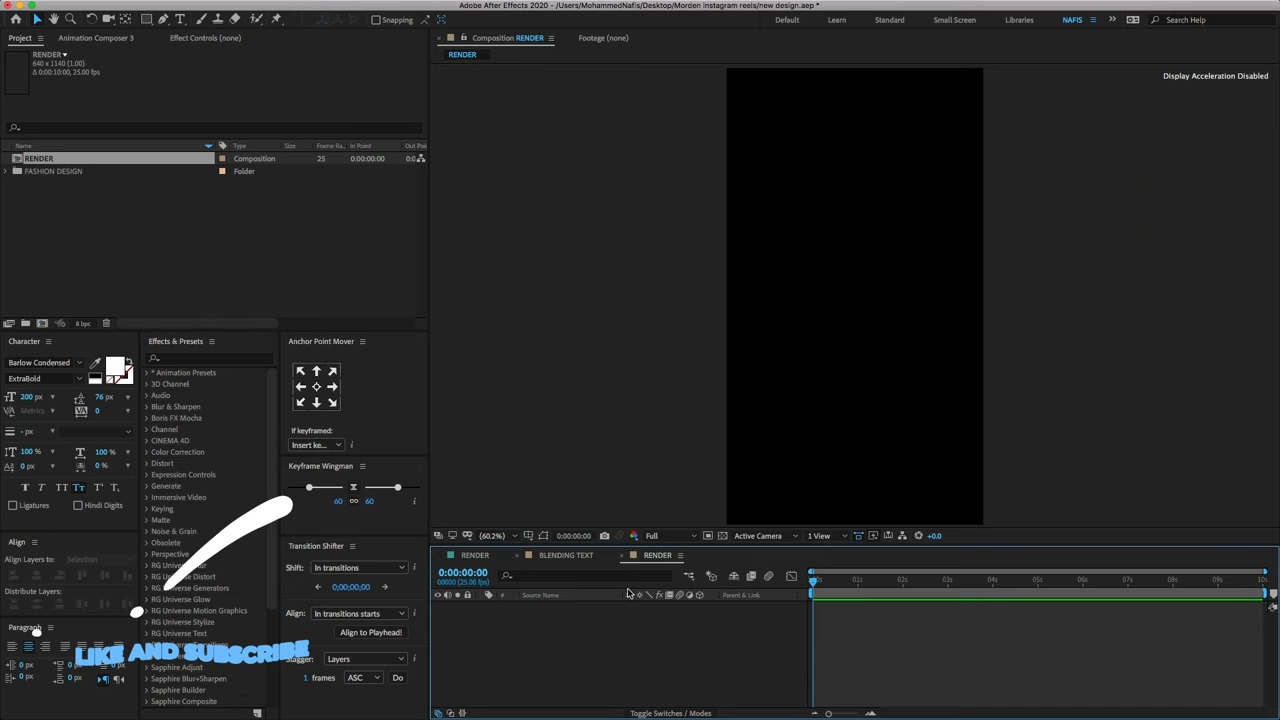 Adobe After Effects 2020 - /Users/MohammedNafis/Desktop/Morden instagram reels/new design.aep *
Snapping
Default Learn Standard Small Screen Libraries NAFIS Search Help
Project Animation Composer 3 Effect Controls (none)
RENDER
640 x 1140 (1.00)
Δ 0:00:10:00, 25.00 fps
Name Type Size Frame Ra... In Point Out Poi
RENDER Composition 25 0:00:00:00 0:0
FASHION DESIGN Folder
8 bpc
Composition RENDER Footage (none)
RENDER
Display Acceleration Disabled
(60.2%) 0:00:00:00 Full Active Camera 1 View +0.0
Character
Barlow Condensed
ExtraBold
200 px 76 px
Metrics 0
- px
100 % 100 %
0 px 0 %
T T TT Tт T¹ T₁
Ligatures Hindi Digits
Align
Align Layers to: Selection
Distribute Layers:
Paragraph
0 px 0 px 0 px
0 px 0 px
Effects & Presets
* Animation Presets
3D Channel
Audio
Blur & Sharpen
Boris FX Mocha
Channel
CINEMA 4D
Color Correction
Distort
Expression Controls
Generate
Immersive Video
Keying
Matte
Noise & Grain
Obsolete
Perspective
RG Universe Distort
Generators
RG Universe Glow
RG Universe Motion Graphics
RG Universe Stylize
RG Universe Text
Sapphire Adjust
Sapphire Blur+Sharpen
Sapphire Builder
Sapphire Composite
LIKE AND SUBSCRIBE
Anchor Point Mover
If keyframed:
Insert ke...
Keyframe Wingman
60 60
Transition Shifter
Shift: In transitions
0;00;00;00
Align: In transitions starts
Align to Playhead!
Stagger: Layers
1 frames ASC Do
RENDER BLENDING TEXT RENDER
0:00:00:00
00000 (25.00 fps)
# Source Name Parent & Link
01s 02s 03s 04s 05s 06s 07s 08s 09s 10s
Toggle Switches / Modes